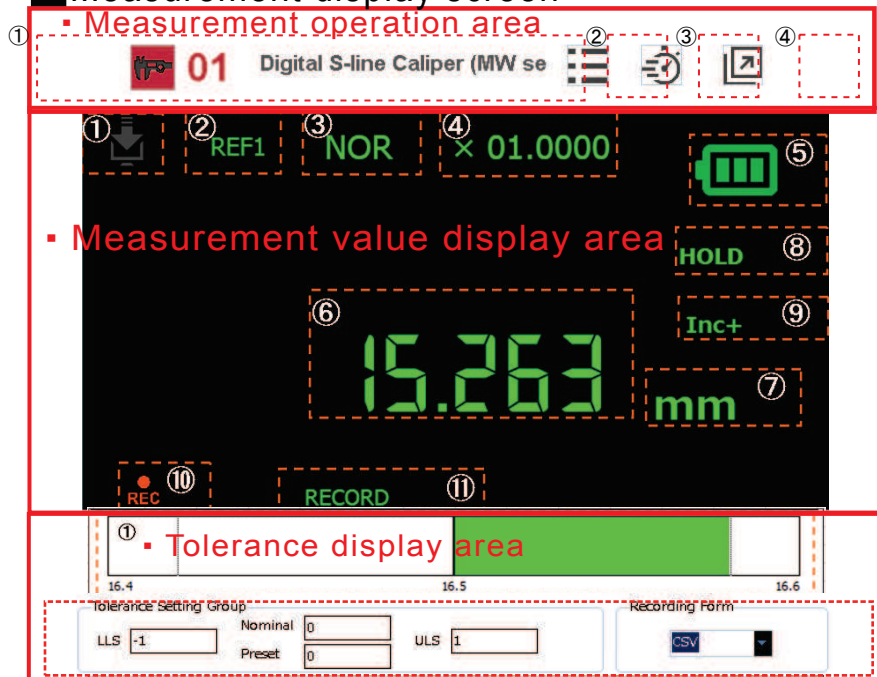 Measurement display screen
▪ Measurement operation area
① 01 Digital S-line Caliper (MW se ② ③ ④
① ② REF1 ③ NOR ④ × 01.0000 ⑤
▪ Measurement value display area
HOLD ⑧
⑥ 15.263
Inc+ ⑨
mm ⑦
REC ⑩ RECORD ⑪
① ▪ Tolerance display area
16.4 16.5 16.6
Tolerance Setting Group Recording Form
LLS -1 Nominal 0 ULS 1 CSV
Preset 0